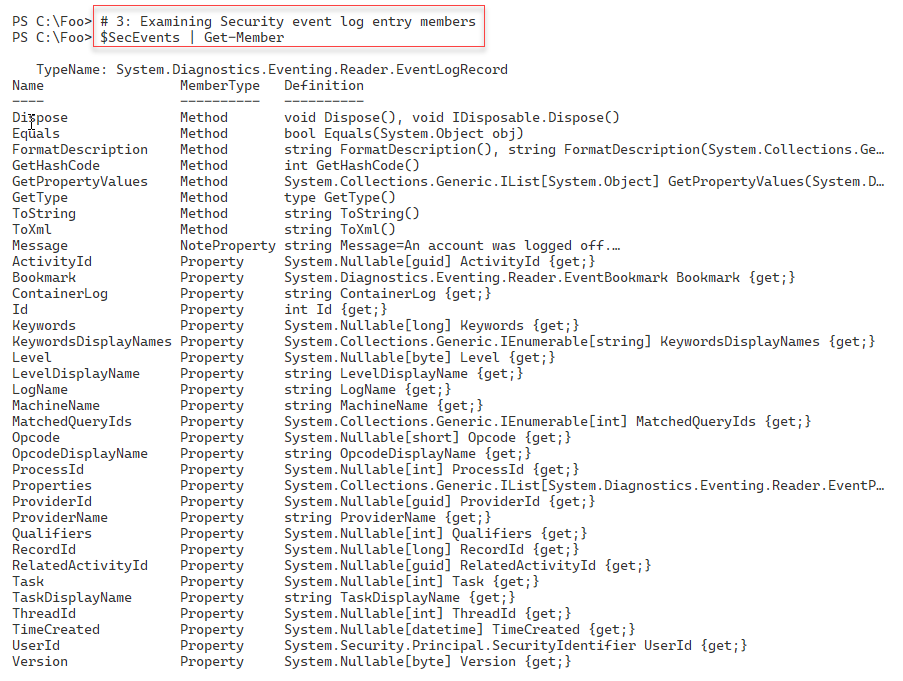 PS C:\Foo> # 3: Examining Security event log entry members
PS C:\Foo> $SecEvents | Get-Member
TypeName: System.Diagnostics.Eventing.Reader.EventLogRecord
Name MemberType Definition
---- ---------- ----------
Dispose Method void Dispose(), void IDisposable.Dispose()
Equals Method bool Equals(System.Object obj)
FormatDescription Method string FormatDescription(), string FormatDescription(System.Collections.Ge…
GetHashCode Method int GetHashCode()
GetPropertyValues Method System.Collections.Generic.IList[System.Object] GetPropertyValues(System.D…
GetType Method type GetType()
ToString Method string ToString()
ToXml Method string ToXml()
Message NoteProperty string Message=An account was logged off.…
ActivityId Property System.Nullable[guid] ActivityId {get;}
Bookmark Property System.Diagnostics.Eventing.Reader.EventBookmark Bookmark {get;}
ContainerLog Property string ContainerLog {get;}
Id Property int Id {get;}
Keywords Property System.Nullable[long] Keywords {get;}
KeywordsDisplayNames Property System.Collections.Generic.IEnumerable[string] KeywordsDisplayNames {get;}
Level Property System.Nullable[byte] Level {get;}
LevelDisplayName Property string LevelDisplayName {get;}
LogName Property string LogName {get;}
MachineName Property string MachineName {get;}
MatchedQueryIds Property System.Collections.Generic.IEnumerable[int] MatchedQueryIds {get;}
Opcode Property System.Nullable[short] Opcode {get;}
OpcodeDisplayName Property string OpcodeDisplayName {get;}
ProcessId Property System.Nullable[int] ProcessId {get;}
Properties Property System.Collections.Generic.IList[System.Diagnostics.Eventing.Reader.EventP…
ProviderId Property System.Nullable[guid] ProviderId {get;}
ProviderName Property string ProviderName {get;}
Qualifiers Property System.Nullable[int] Qualifiers {get;}
RecordId Property System.Nullable[long] RecordId {get;}
RelatedActivityId Property System.Nullable[guid] RelatedActivityId {get;}
Task Property System.Nullable[int] Task {get;}
TaskDisplayName Property string TaskDisplayName {get;}
ThreadId Property System.Nullable[int] ThreadId {get;}
TimeCreated Property System.Nullable[datetime] TimeCreated {get;}
UserId Property System.Security.Principal.SecurityIdentifier UserId {get;}
Version Property System.Nullable[byte] Version {get;}